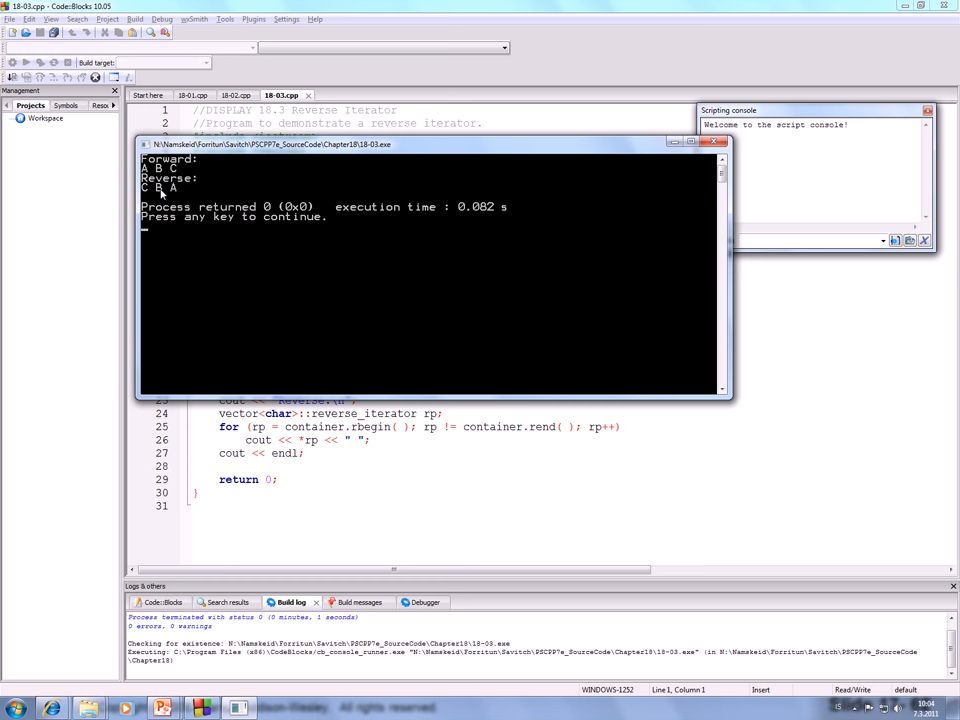 18-03.cpp - Code::Blocks 10.05
File Edit View Search Project Build Debug wxSmith Tools Plugins Settings Help
Build target:
Management
Projects Symbols Resou
Workspace
Start here 18-01.cpp 18-02.cpp 18-03.cpp
1 //DISPLAY 18.3 Reverse Iterator
2 //Program to demonstrate a reverse iterator.
Scripting console
Welcome to the script console!
N:\Namskeid\Forritun\Savitch\PSCPP7e_SourceCode\Chapter18\18-03.exe
Forward:
A B C
Reverse:
C B A
Process returned 0 (0x0) execution time : 0.082 s
Press any key to continue.
23 cout << "Reverse:\n";
24 vector<char>::reverse_iterator rp;
25 for (rp = container.rbegin( ); rp != container.rend( ); rp++)
26 cout << *rp << " ";
27 cout << endl;
28
29 return 0;
30 }
31
Logs & others
Code::Blocks Search results Build log Build messages Debugger
Process terminated with status 0 (0 minutes, 1 seconds)
0 errors, 0 warnings
Checking for existence: N:\Namskeid\Forritun\Savitch\PSCPP7e_SourceCode\Chapter18\18-03.exe
Executing: C:\Program Files (x86)\CodeBlocks/cb_console_runner.exe "N:\Namskeid\Forritun\Savitch\PSCPP7e_SourceCode\Chapter18\18-03.exe" (in N:\Namskeid\Forritun\Savitch\PSCPP7e_SourceCode
\Chapter18)
WINDOWS-1252 Line 1, Column 1 Insert Read/Write default
IS 10:04
7.3.2011